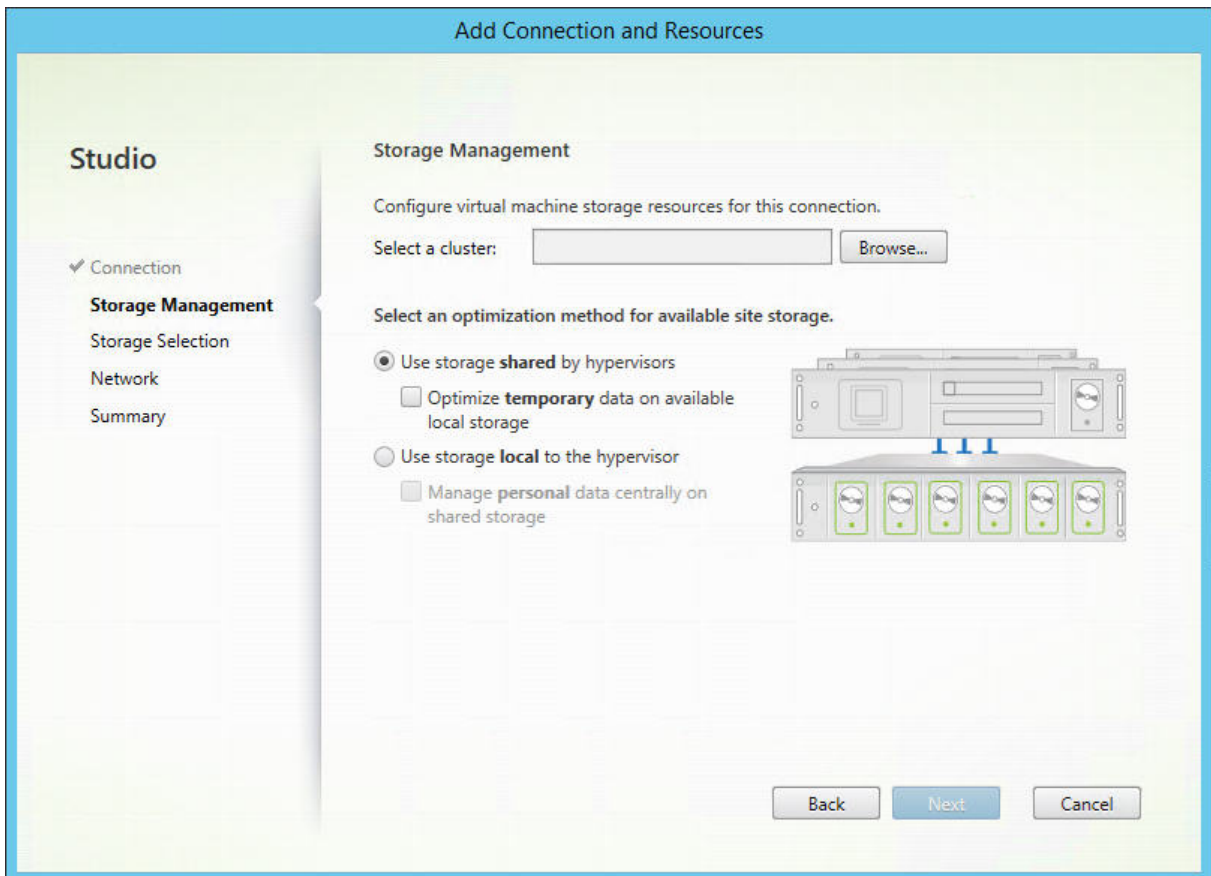 Add Connection and Resources
Studio
Connection
Storage Management
Storage Selection
Network
Summary
Storage Management
Configure virtual machine storage resources for this connection.
Select a cluster:
Browse...
Select an optimization method for available site storage.
Use storage shared by hypervisors
Optimize temporary data on available
local storage
Use storage local to the hypervisor
Manage personal data centrally on
shared storage
Back
Next
Cancel